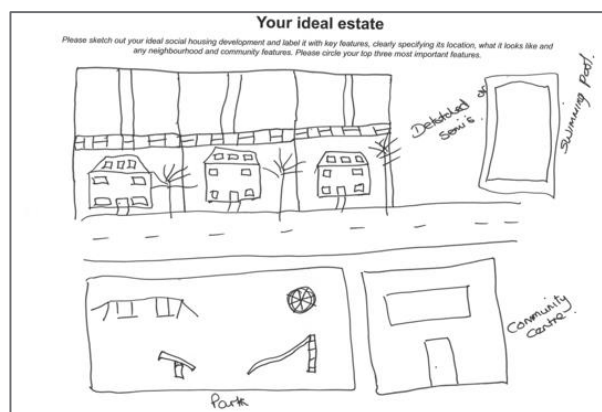 Your ideal estate
Please sketch out your ideal social housing development and label it with key features, clearly specifying its location, what it looks like and
any neighbourhood and community features. Please circle your top three most important features.
Detatched or
Semi's.
Swimming Pool.
Community
Centre.
Park